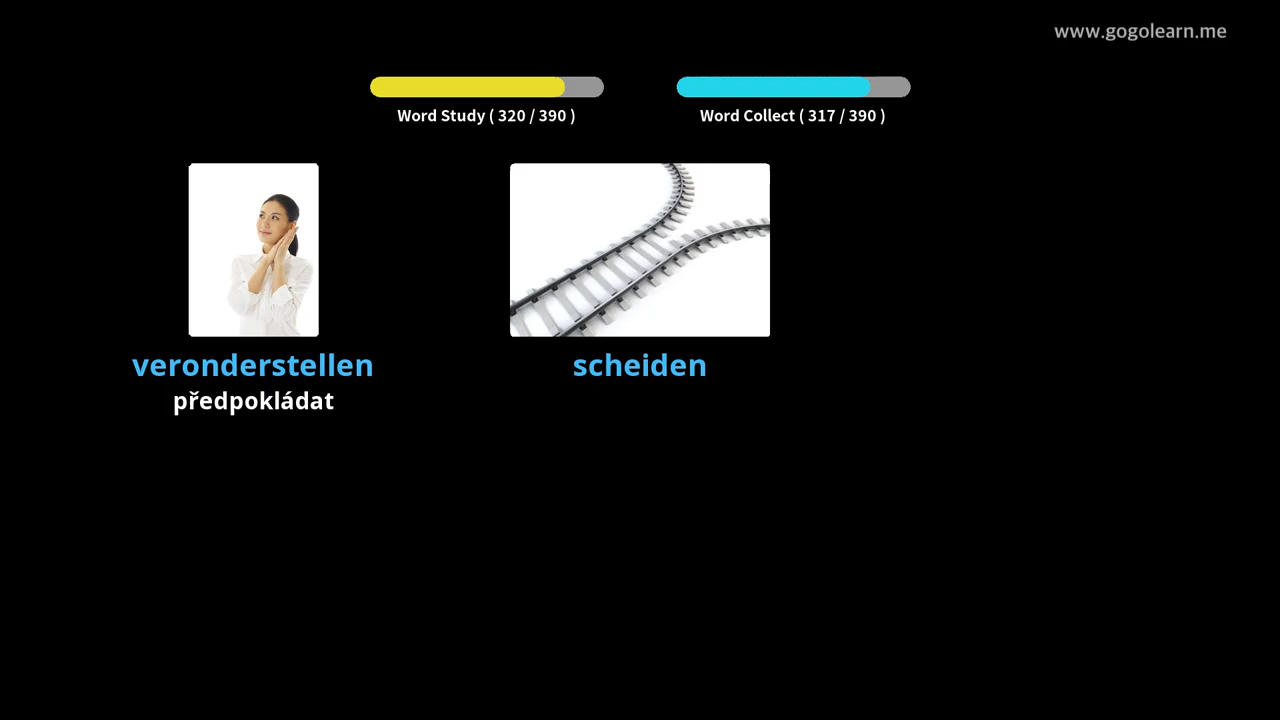 www.gogolearn.me
Word Study ( 320 / 390 )
Word Collect ( 317 / 390 )
veronderstellen
předpokládat
scheiden